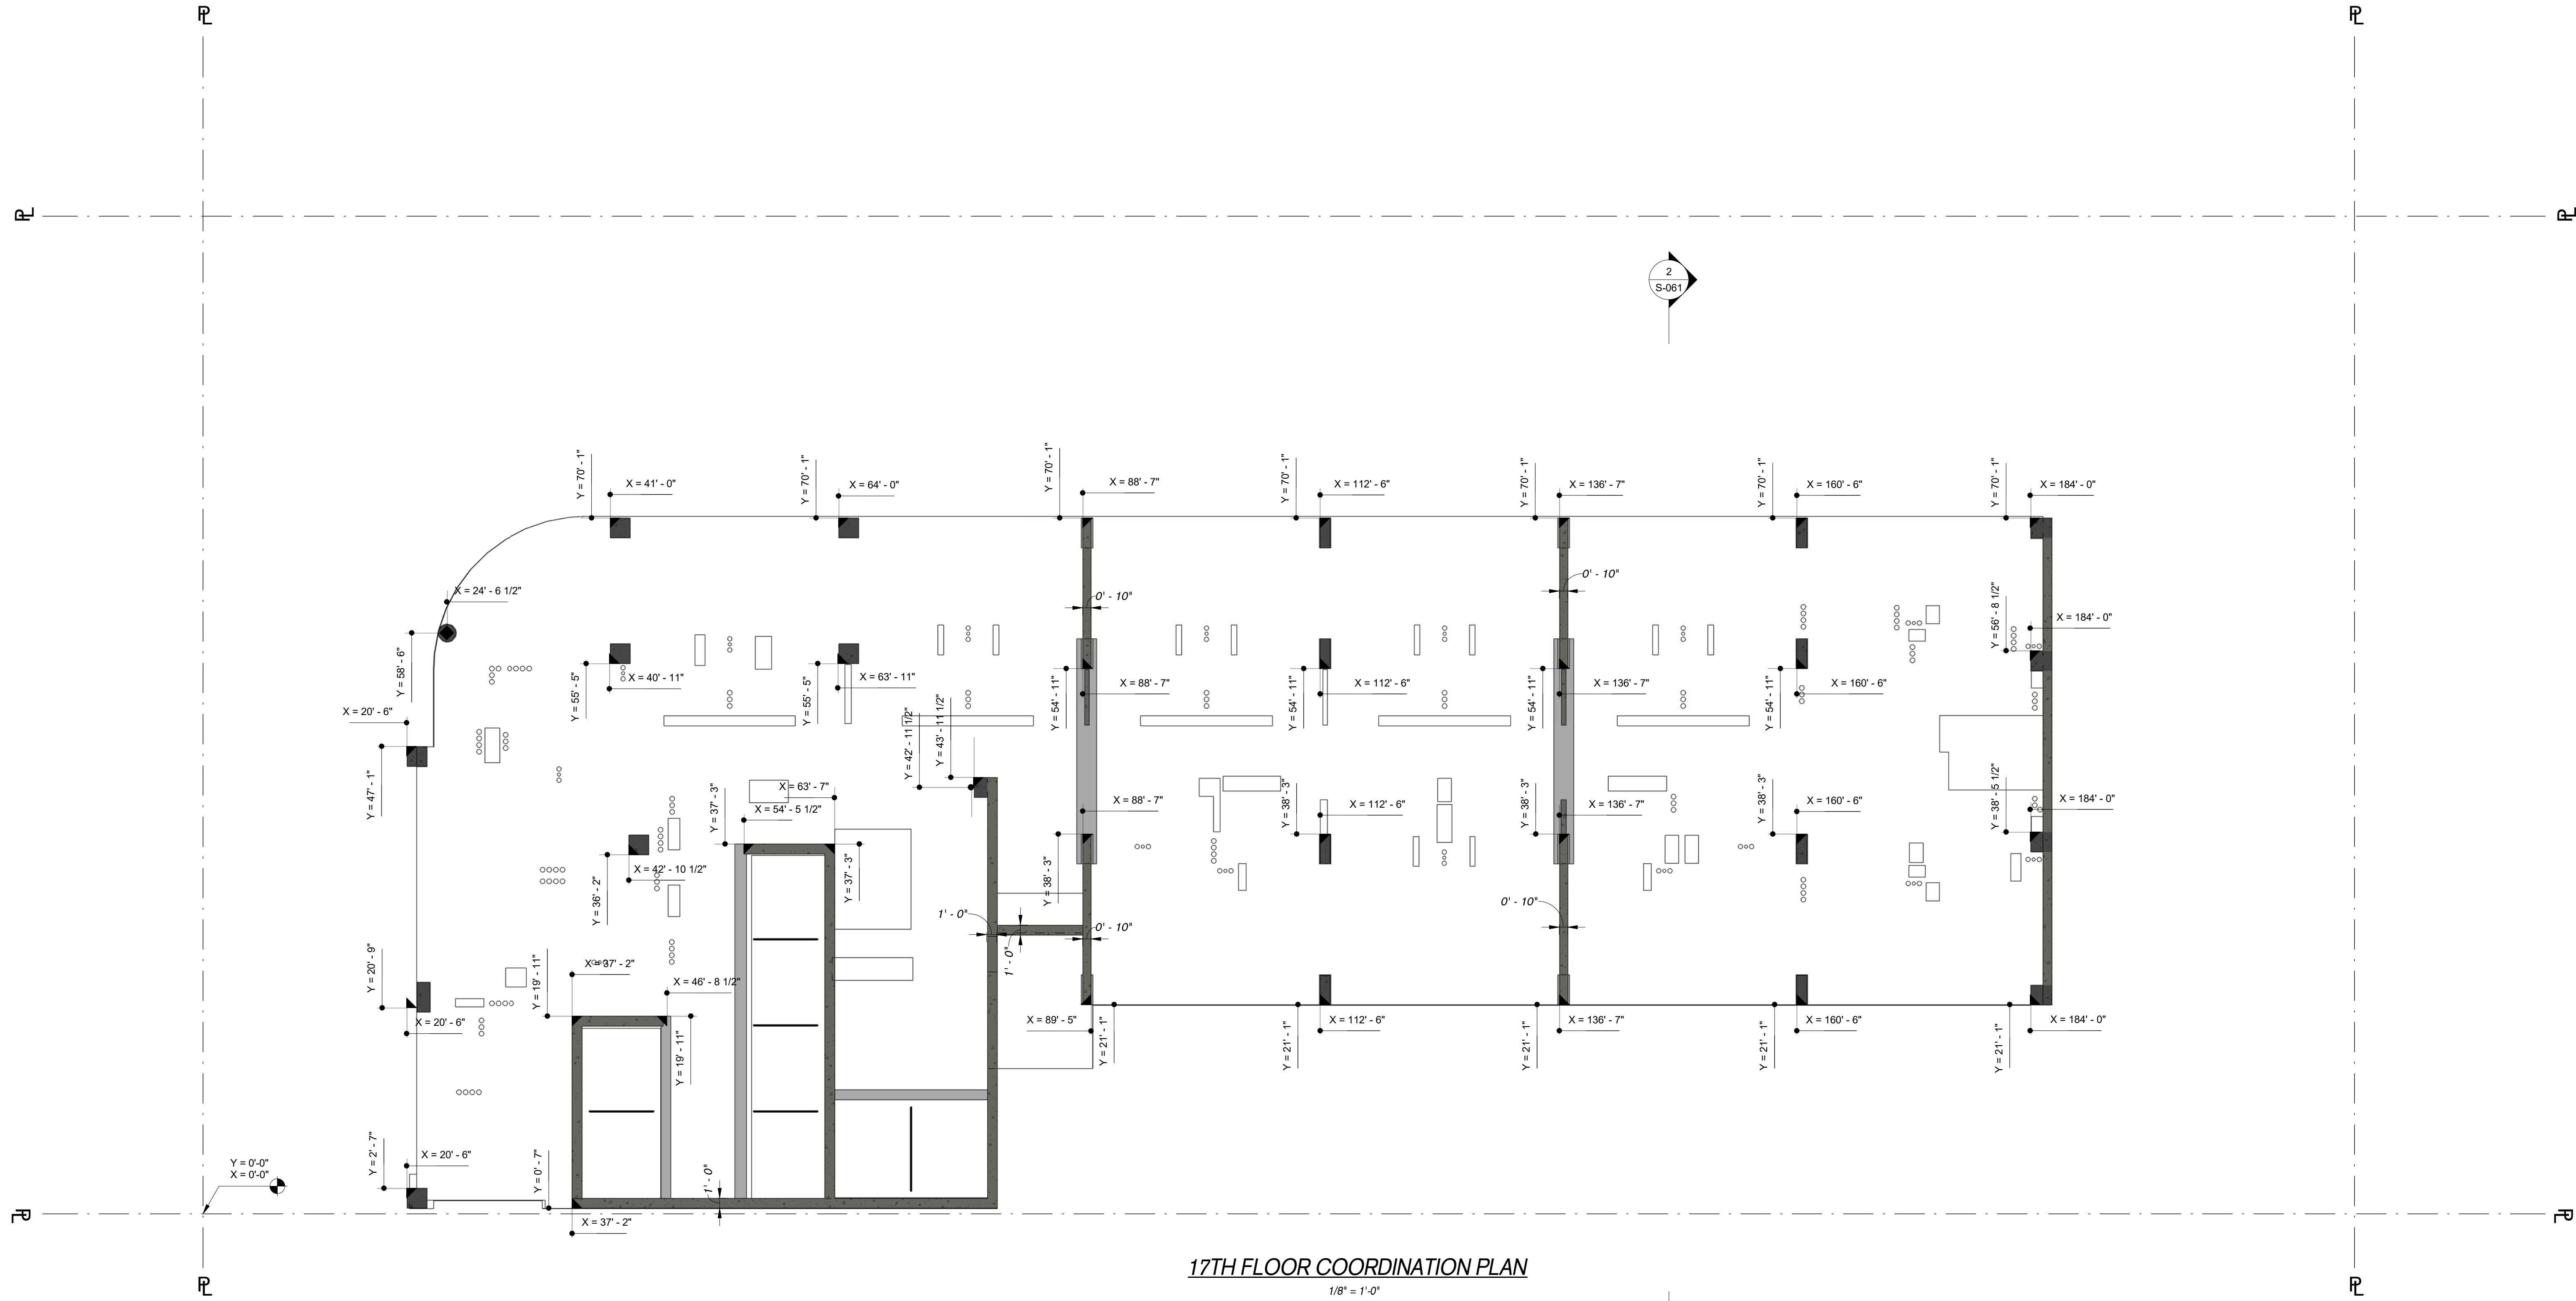 PL
PL
PL
PL
2
S-061
Y = 70' - 1"
X = 41' - 0"
Y = 70' - 1"
X = 64' - 0"
Y = 70' - 1"
X = 88' - 7"
Y = 70' - 1"
X = 112' - 6"
Y = 70' - 1"
X = 136' - 7"
Y = 70' - 1"
X = 160' - 6"
Y = 70' - 1"
X = 184' - 0"
0' - 10"
0' - 10"
X = 24' - 6 1/2"
Y = 58' - 6"
Y = 56' - 8 1/2"
X = 184' - 0"
Y = 55' - 5"
X = 40' - 11"
Y = 55' - 5"
X = 63' - 11"
Y = 54' - 11"
X = 88' - 7"
Y = 54' - 11"
X = 112' - 6"
Y = 54' - 11"
X = 136' - 7"
Y = 54' - 11"
X = 160' - 6"
X = 20' - 6"
Y = 47' - 1"
Y = 42' - 11 1/2"
Y = 43' - 11 1/2"
X = 63' - 7"
Y = 37' - 3"
X = 54' - 5 1/2"
X = 88' - 7"
Y = 38' - 3"
X = 112' - 6"
Y = 38' - 3"
X = 136' - 7"
Y = 38' - 3"
X = 160' - 6"
Y = 38' - 5 1/2"
X = 184' - 0"
Y = 36' - 2"
X = 42' - 10 1/2"
Y = 37' - 3"
Y = 38' - 3"
1' - 0"
0' - 10"
0' - 10"
1' - 0"
Y = 20' - 9"
X = 20' - 6"
Y = 19' - 11"
X = 37' - 2"
X = 46' - 8 1/2"
Y = 19' - 11"
X = 89' - 5"
Y = 21' - 1"
Y = 21' - 1"
X = 112' - 6"
Y = 21' - 1"
X = 136' - 7"
Y = 21' - 1"
X = 160' - 6"
Y = 21' - 1"
X = 184' - 0"
Y = 0'-0"
X = 0'-0"
Y = 2' - 7"
X = 20' - 6"
Y = 0' - 7"
1' - 0"
X = 37' - 2"
PL
PL
17TH FLOOR COORDINATION PLAN
1/8" = 1'-0"
PL
PL